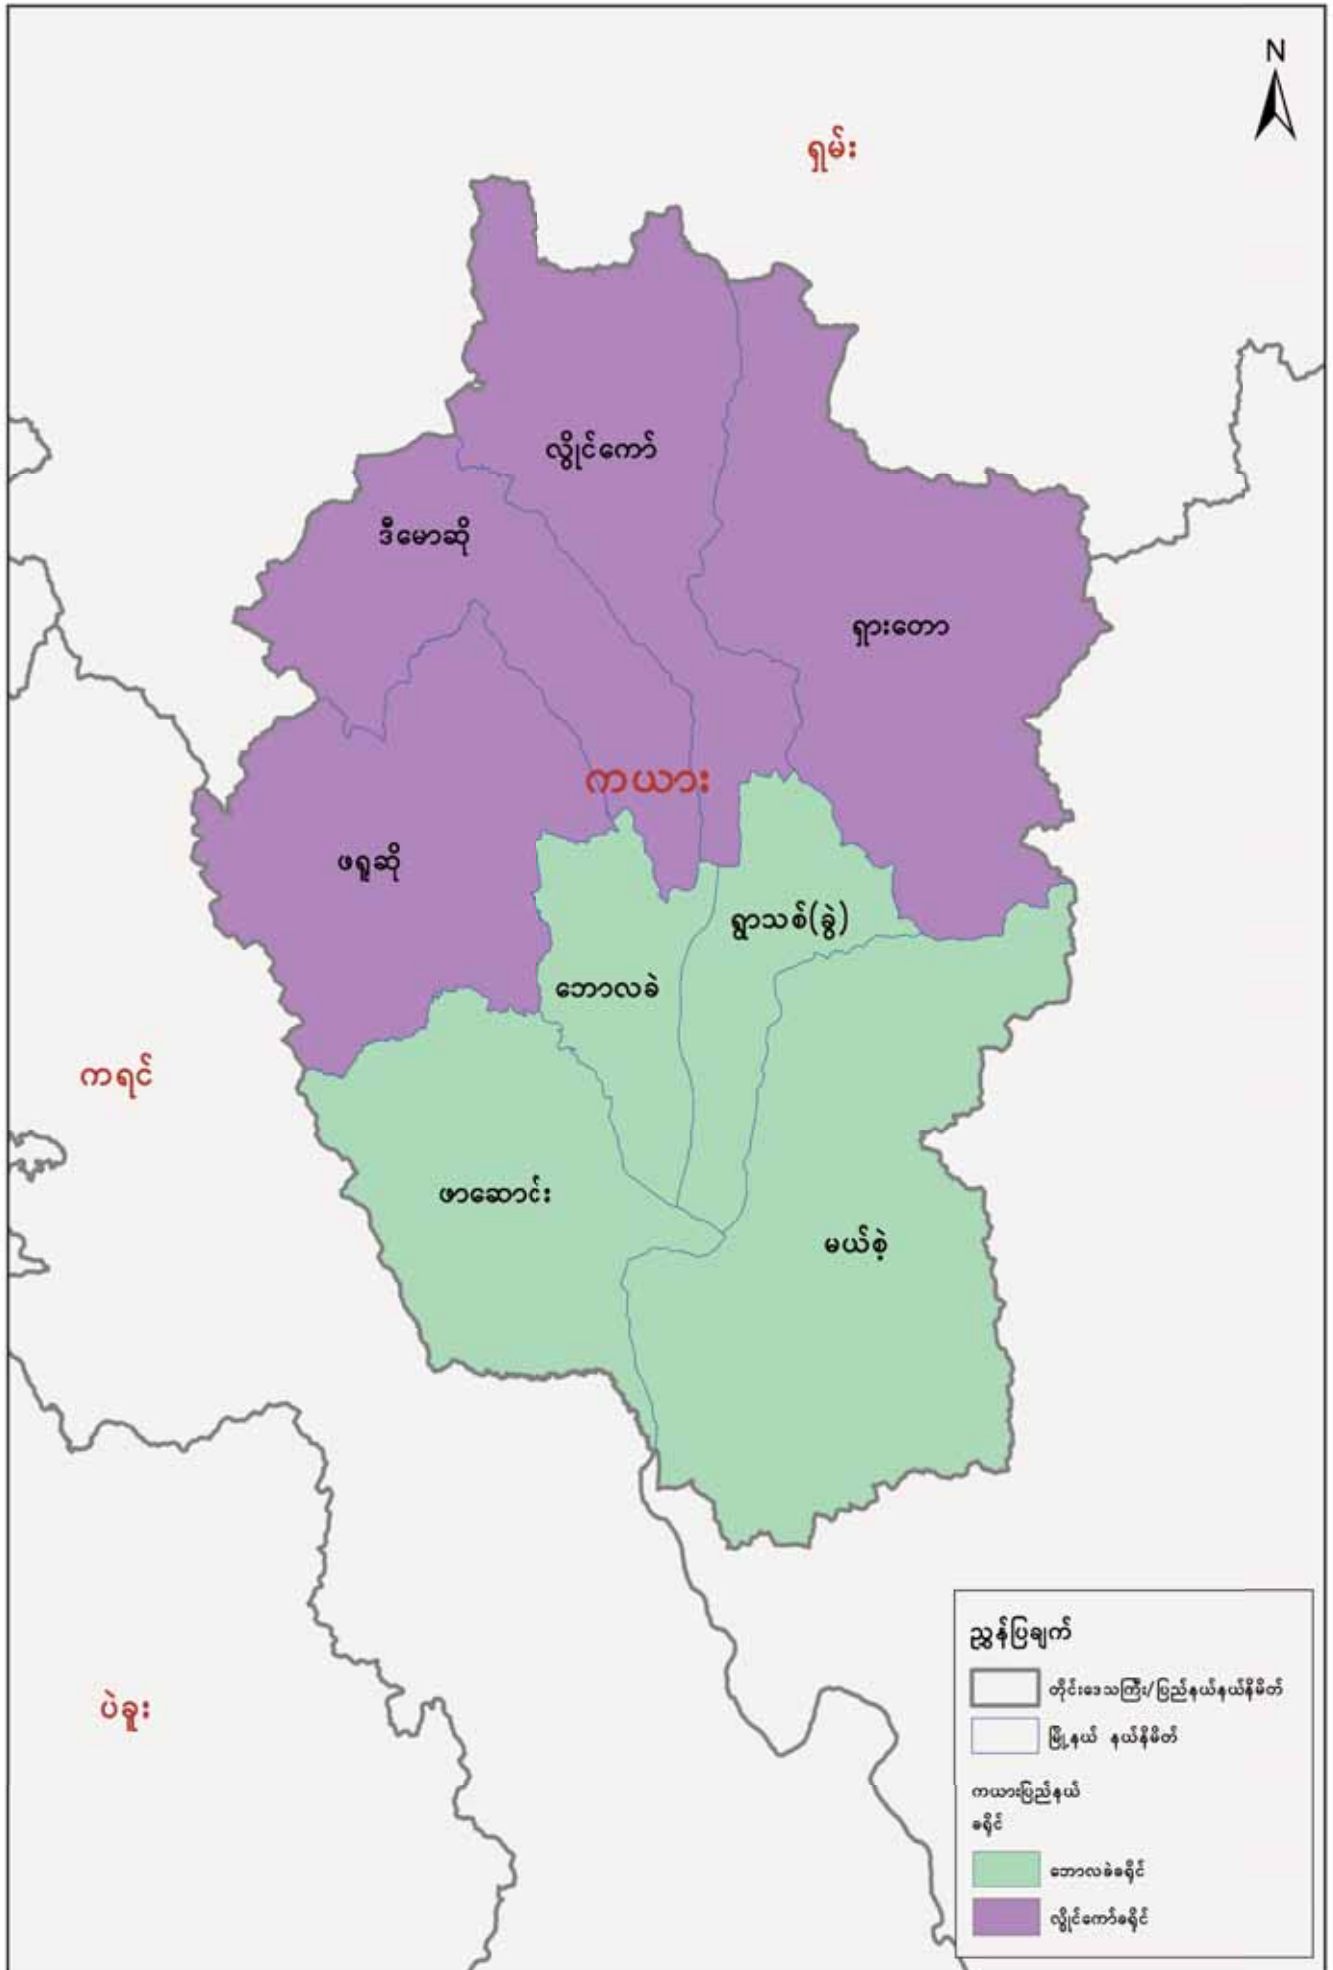 N
ရှမ်း
လွိုင်ကော်
ဒီမောဆို
ရှားတော
ကယား
ဖရူဆို
ရွာသစ်(ခွဲ)
ဘောလခဲ
ကရင်
ဖာဆောင်း
မယ်စဲ့
ပဲခူး
ညွှန်ပြချက်
တိုင်းဒေသကြီး/ပြည်နယ်နယ်နိမိတ်
မြို့နယ် နယ်နိမိတ်
ကယားပြည်နယ်
ခရိုင်
ဘောလခဲခရိုင်
လွိုင်ကော်ခရိုင်